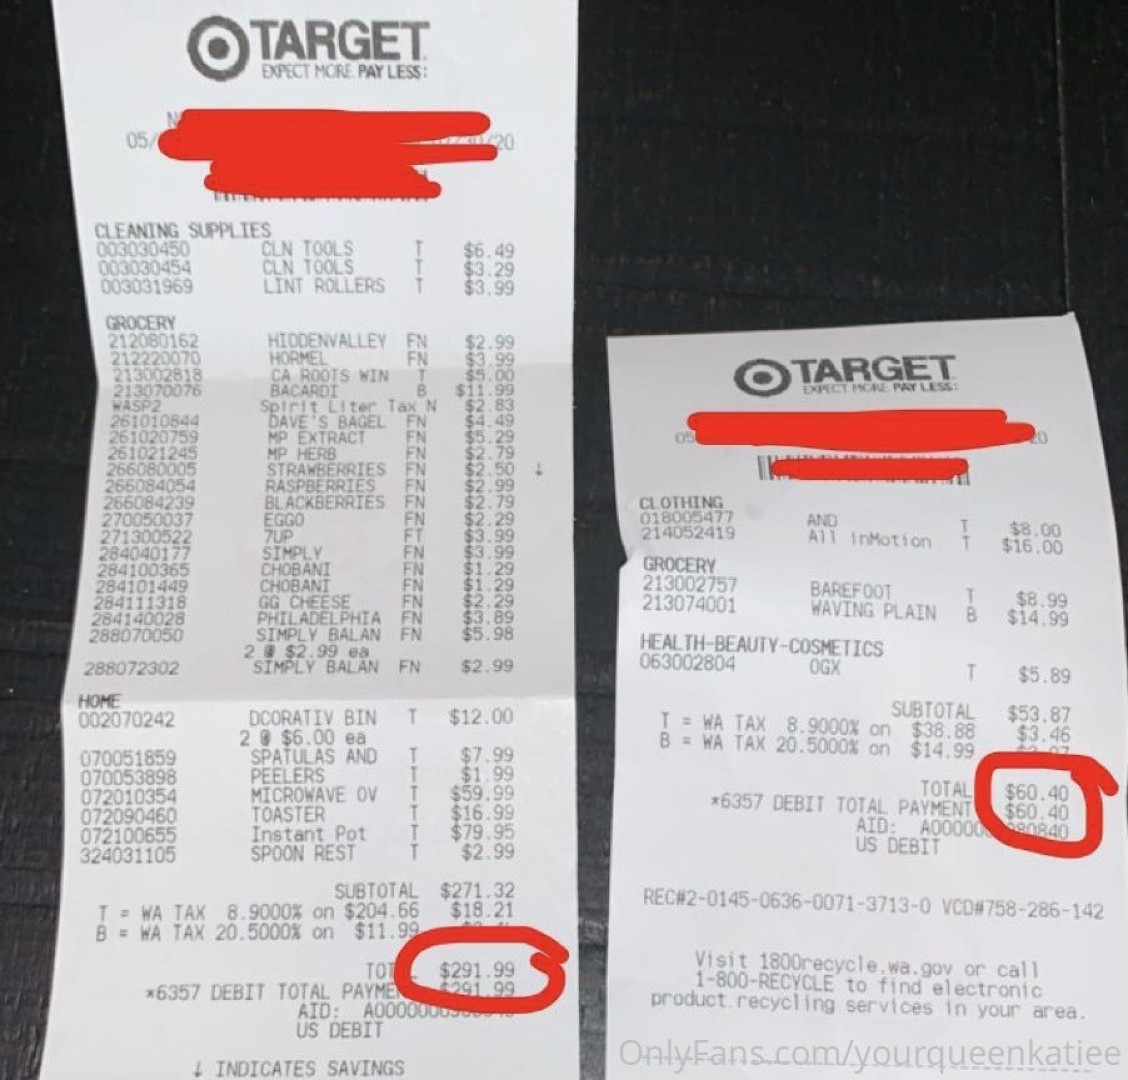 TARGET
EXPECT MORE. PAY LESS:
05/ /20
CLEANING SUPPLIES
003030450 CLN TOOLS T $6.49
003030454 CLN TOOLS T $3.29
003031969 LINT ROLLERS T $3.99
GROCERY
212080162 HIDDENVALLEY FN $2.99
212220070 HORMEL FN $3.99
213002818 CA ROOTS WIN T $5.00
213070076 BACARDI B $11.99
WASP2 Spirit Liter Tax N $2.83
261010844 DAVE'S BAGEL FN $4.49
261020759 MP EXTRACT FN $5.29
261021245 MP HERB FN $2.79
266080005 STRAWBERRIES FN $2.50 ↓
266084054 RASPBERRIES FN $2.99
266084239 BLACKBERRIES FN $2.79
270050037 EGGO FN $2.29
271300522 7UP FT $3.99
284040177 SIMPLY FN $3.99
284100365 CHOBANI FN $1.29
284101449 CHOBANI FN $1.29
284111318 GG CHEESE FN $2.29
284140028 PHILADELPHIA FN $3.89
288070050 SIMPLY BALAN FN $5.98
2 @ $2.99 ea
288072302 SIMPLY BALAN FN $2.99
HOME
002070242 DCORATIV BIN T $12.00
2 @ $6.00 ea
070051859 SPATULAS AND T $7.99
070053898 PEELERS T $1.99
072010354 MICROWAVE OV T $59.99
072090460 TOASTER T $16.99
072100655 Instant Pot T $79.95
324031105 SPOON REST T $2.99
SUBTOTAL $271.32
T = WA TAX 8.9000% on $204.66 $18.21
B = WA TAX 20.5000% on $11.99
TOT $291.99
*6357 DEBIT TOTAL PAYME $291.99
AID:
US DEBIT
↓ INDICATES SAVINGS
TARGET
EXPECT MORE. PAY LESS:
05 20
CLOTHING
018005477 AND T $8.00
214052419 All inMotion T $16.00
GROCERY
213002757 BAREFOOT T $8.99
213074001 WAVING PLAIN B $14.99
HEALTH-BEAUTY-COSMETICS
063002804 OGX T $5.89
SUBTOTAL $53.87
T = WA TAX 8.9000% on $38.88 $3.46
B = WA TAX 20.5000% on $14.99
TOTAL $60.40
*6357 DEBIT TOTAL PAYMENT $60.40
AID:
US DEBIT
REC#2-0145-0636-0071-3713-0 VCD#758-286-142
Visit 1800recycle.wa.gov or call
1-800-RECYCLE to find electronic
product recycling services in your area.
OnlyFans.com/yourqueenkatiee